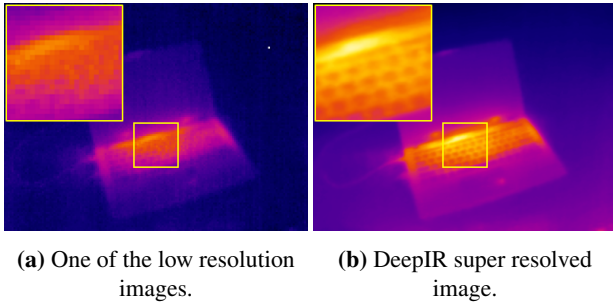 (a) One of the low resolution
images.
(b) DeepIR super resolved
image.